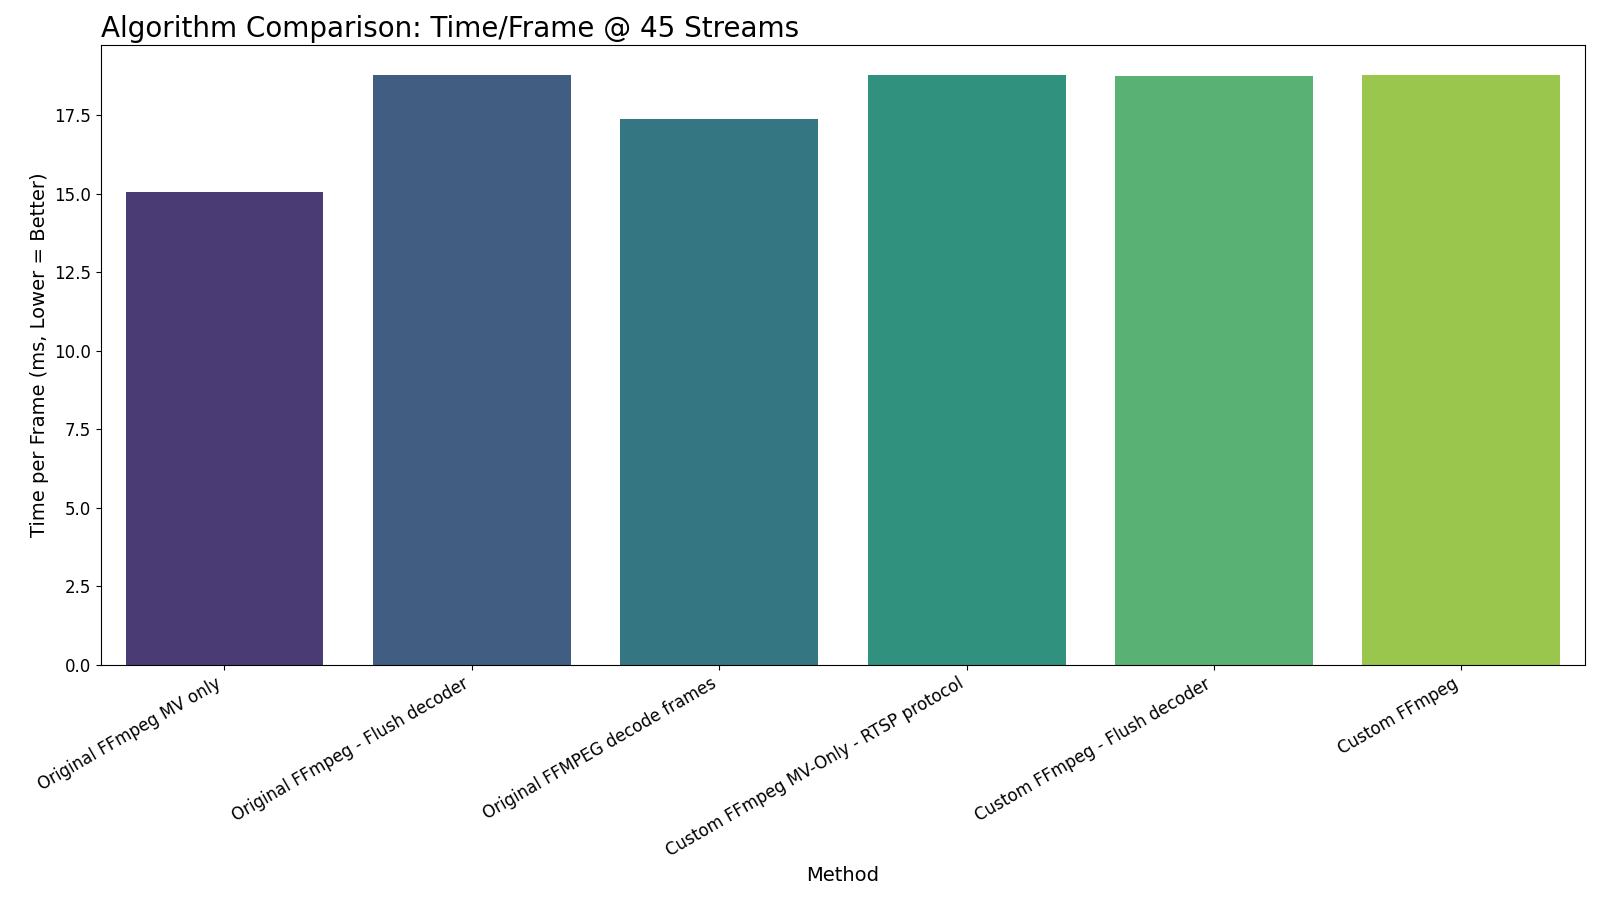 Algorithm Comparison: Time/Frame @ 45 Streams
Time per Frame (ms, Lower = Better)
17.5
15.0
12.5
10.0
7.5
5.0
2.5
0.0
Original FFmpeg MV only
Original FFmpeg - Flush decoder
Original FFMPEG decode frames
Custom FFmpeg MV-Only - RTSP protocol
Custom FFmpeg - Flush decoder
Custom FFmpeg
Method